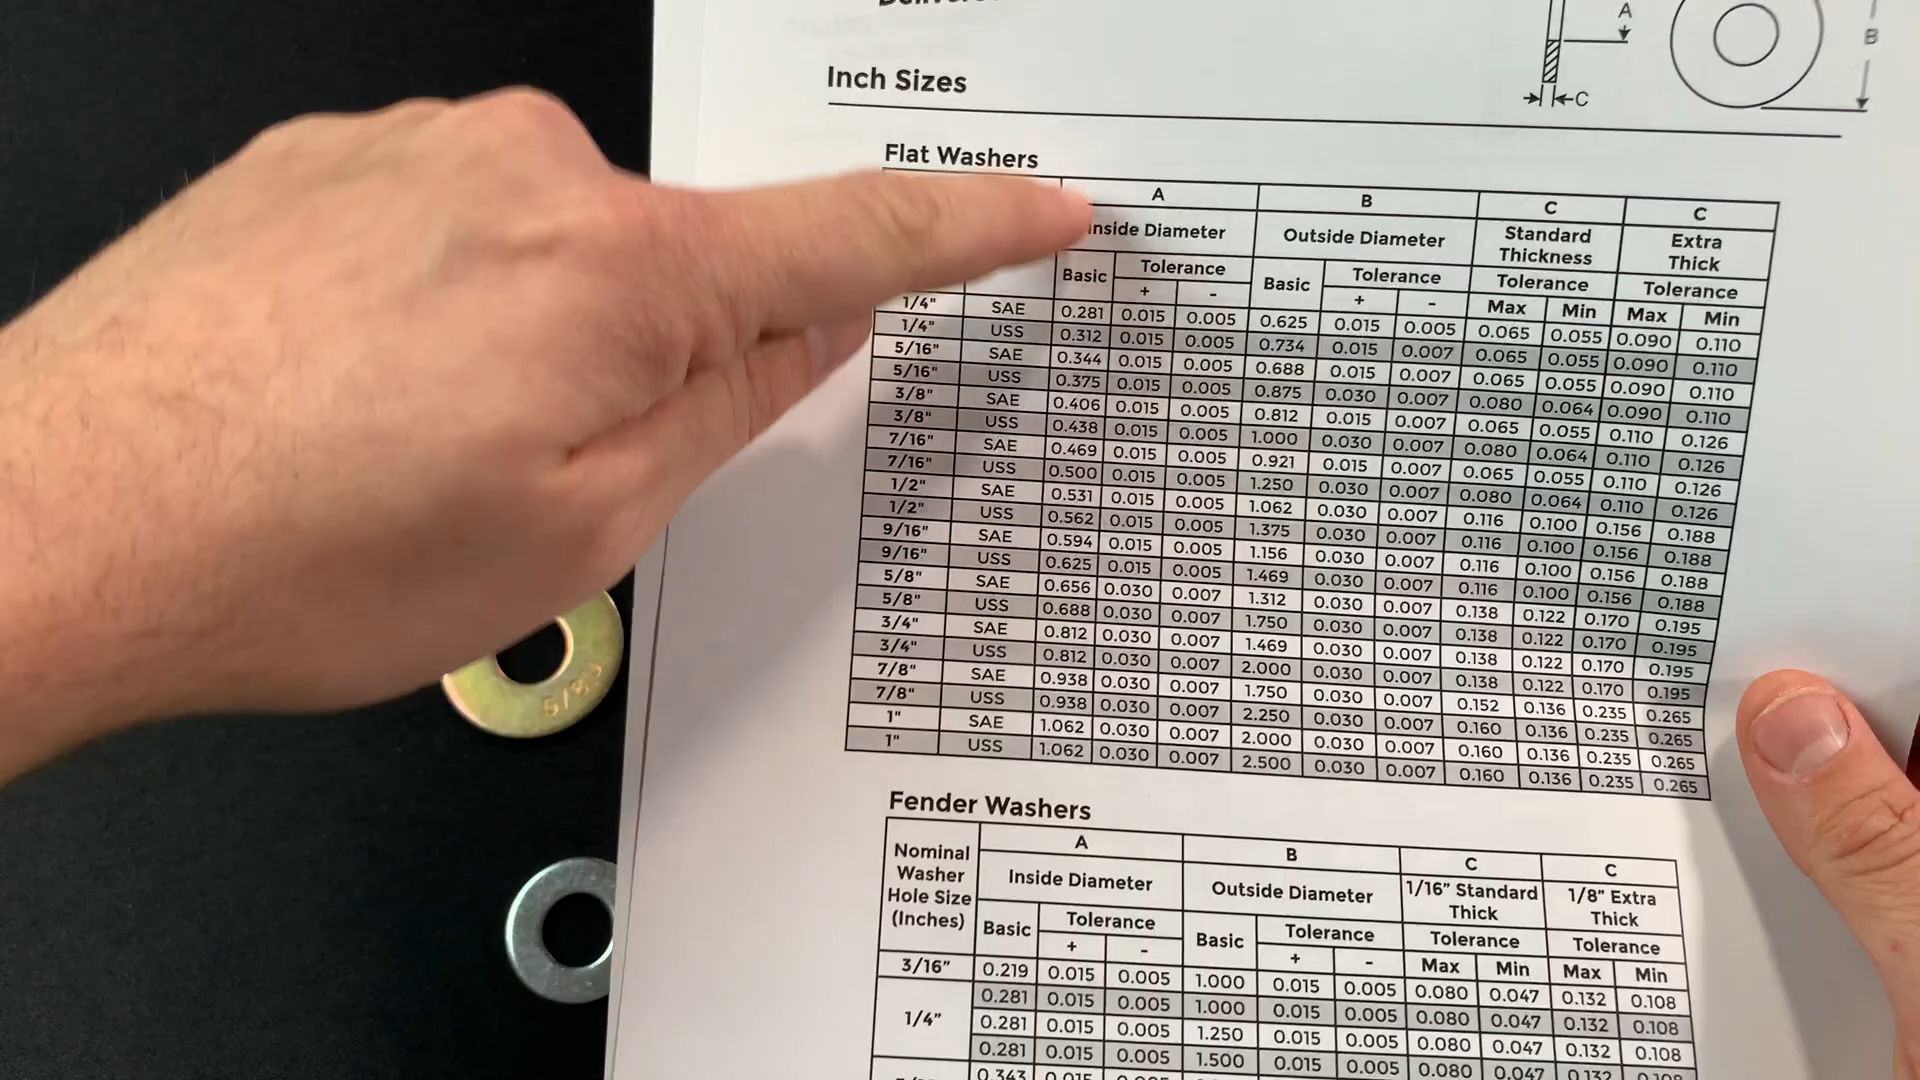 A
B
C
Inch Sizes
Flat Washers
A B C C
Inside Diameter Outside Diameter Standard Thickness Extra Thick
Basic Tolerance Basic Tolerance Tolerance Tolerance
+ - + - Max Min Max Min
1/4" SAE 0.281 0.015 0.005 0.625 0.015 0.005 0.065 0.055 0.090 0.110
1/4" USS 0.312 0.015 0.005 0.734 0.015 0.007 0.065 0.055 0.090 0.110
5/16" SAE 0.344 0.015 0.005 0.688 0.015 0.007 0.065 0.055 0.090 0.110
5/16" USS 0.375 0.015 0.005 0.875 0.030 0.007 0.080 0.064 0.090 0.110
3/8" SAE 0.406 0.015 0.005 0.812 0.015 0.007 0.065 0.055 0.110 0.126
3/8" USS 0.438 0.015 0.005 1.000 0.030 0.007 0.080 0.064 0.110 0.126
7/16" SAE 0.469 0.015 0.005 0.921 0.015 0.007 0.065 0.055 0.110 0.126
7/16" USS 0.500 0.015 0.005 1.250 0.030 0.007 0.080 0.064 0.110 0.126
1/2" SAE 0.531 0.015 0.005 1.062 0.030 0.007 0.116 0.100 0.156 0.188
1/2" USS 0.562 0.015 0.005 1.375 0.030 0.007 0.116 0.100 0.156 0.188
9/16" SAE 0.594 0.015 0.005 1.156 0.030 0.007 0.116 0.100 0.156 0.188
9/16" USS 0.625 0.015 0.005 1.469 0.030 0.007 0.116 0.100 0.156 0.188
5/8" SAE 0.656 0.030 0.007 1.312 0.030 0.007 0.138 0.122 0.170 0.195
5/8" USS 0.688 0.030 0.007 1.750 0.030 0.007 0.138 0.122 0.170 0.195
3/4" SAE 0.812 0.030 0.007 1.469 0.030 0.007 0.138 0.122 0.170 0.195
3/4" USS 0.812 0.030 0.007 2.000 0.030 0.007 0.138 0.122 0.170 0.195
7/8" SAE 0.938 0.030 0.007 1.750 0.030 0.007 0.152 0.136 0.235 0.265
7/8" USS 0.938 0.030 0.007 2.250 0.030 0.007 0.160 0.136 0.235 0.265
1" SAE 1.062 0.030 0.007 2.000 0.030 0.007 0.160 0.136 0.235 0.265
1" USS 1.062 0.030 0.007 2.500 0.030 0.007 0.160 0.136 0.235 0.265
5/8
Fender Washers
Nominal Washer Hole Size (Inches)
A B C C
Inside Diameter Outside Diameter 1/16” Standard Thick 1/8” Extra Thick
Basic Tolerance Basic Tolerance Tolerance Tolerance
+ - + - Max Min Max Min
3/16” 0.219 0.015 0.005 1.000 0.015 0.005 0.080 0.047 0.132 0.108
1/4” 0.281 0.015 0.005 1.000 0.015 0.005 0.080 0.047 0.132 0.108
0.281 0.015 0.005 1.250 0.015 0.005 0.080 0.047 0.132 0.108
0.281 0.015 0.005 1.500 0.015 0.005 0.080 0.047 0.132 0.108
0.343 0.015